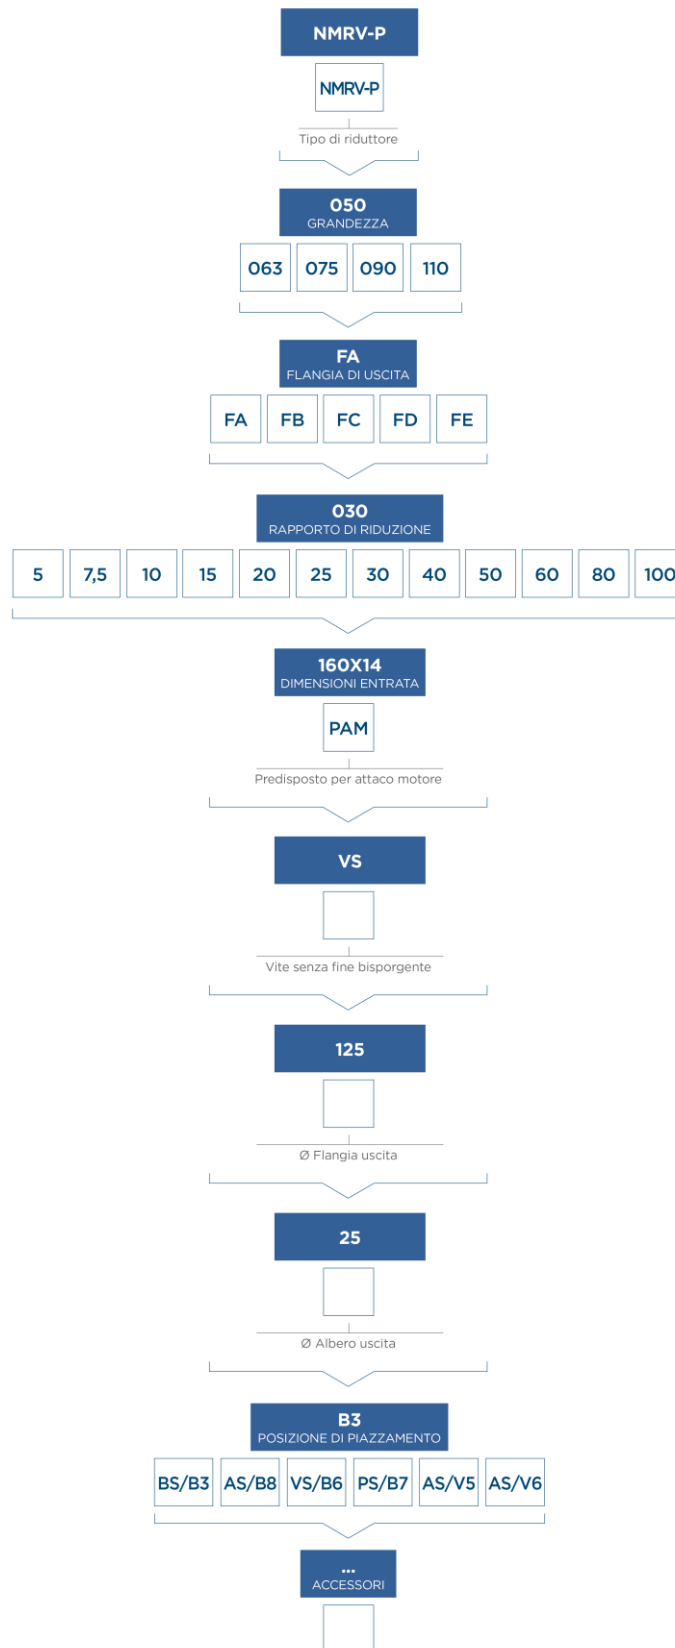 NMRV-P
NMRV-P
Tipo di riduttore
050
GRANDEZZA
063 075 090 110
FA
FLANGIA DI USCITA
FA FB FC FD FE
030
RAPPORTO DI RIDUZIONE
5 7,5 10 15 20 25 30 40 50 60 80 100
160X14
DIMENSIONI ENTRATA
PAM
Predisposto per attaco motore
VS
Vite senza fine bisporgente
125
Ø Flangia uscita
25
Ø Albero uscita
B3
POSIZIONE DI PIAZZAMENTO
BS/B3 AS/B8 VS/B6 PS/B7 AS/V5 AS/V6
...
ACCESSORI